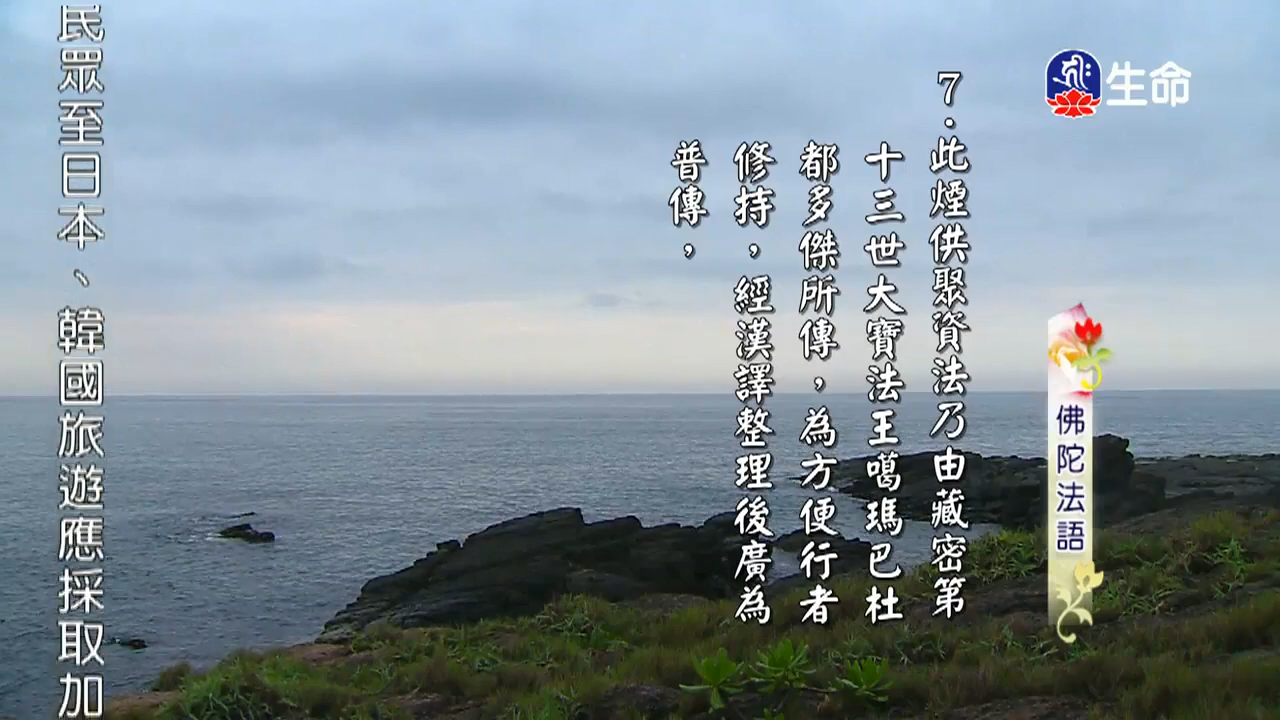 生命
佛陀法語
7.此煙供聚資法乃由藏密第
十三世大寶法王噶瑪巴杜
都多傑所傳,為方便行者
修持,經漢譯整理後廣為
普傳,
民眾至日本、韓國旅遊應採取加